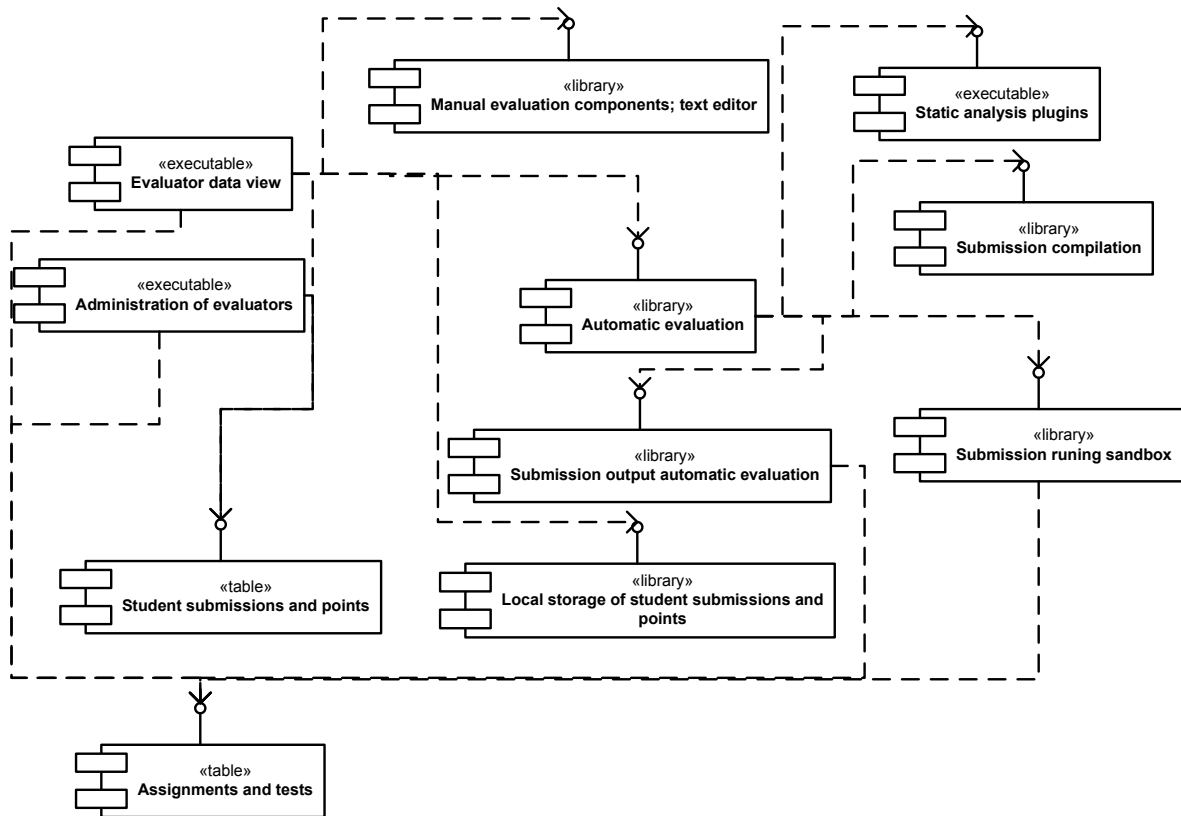 «library»
Manual evaluation components; text editor
«executable»
Static analysis plugins
«executable»
Evaluator data view
«library»
Submission compilation
«executable»
Administration of evaluators
«library»
Automatic evaluation
«library»
Submission output automatic evaluation
«library»
Submission runing sandbox
«table»
Student submissions and points
«library»
Local storage of student submissions and
points
«table»
Assignments and tests